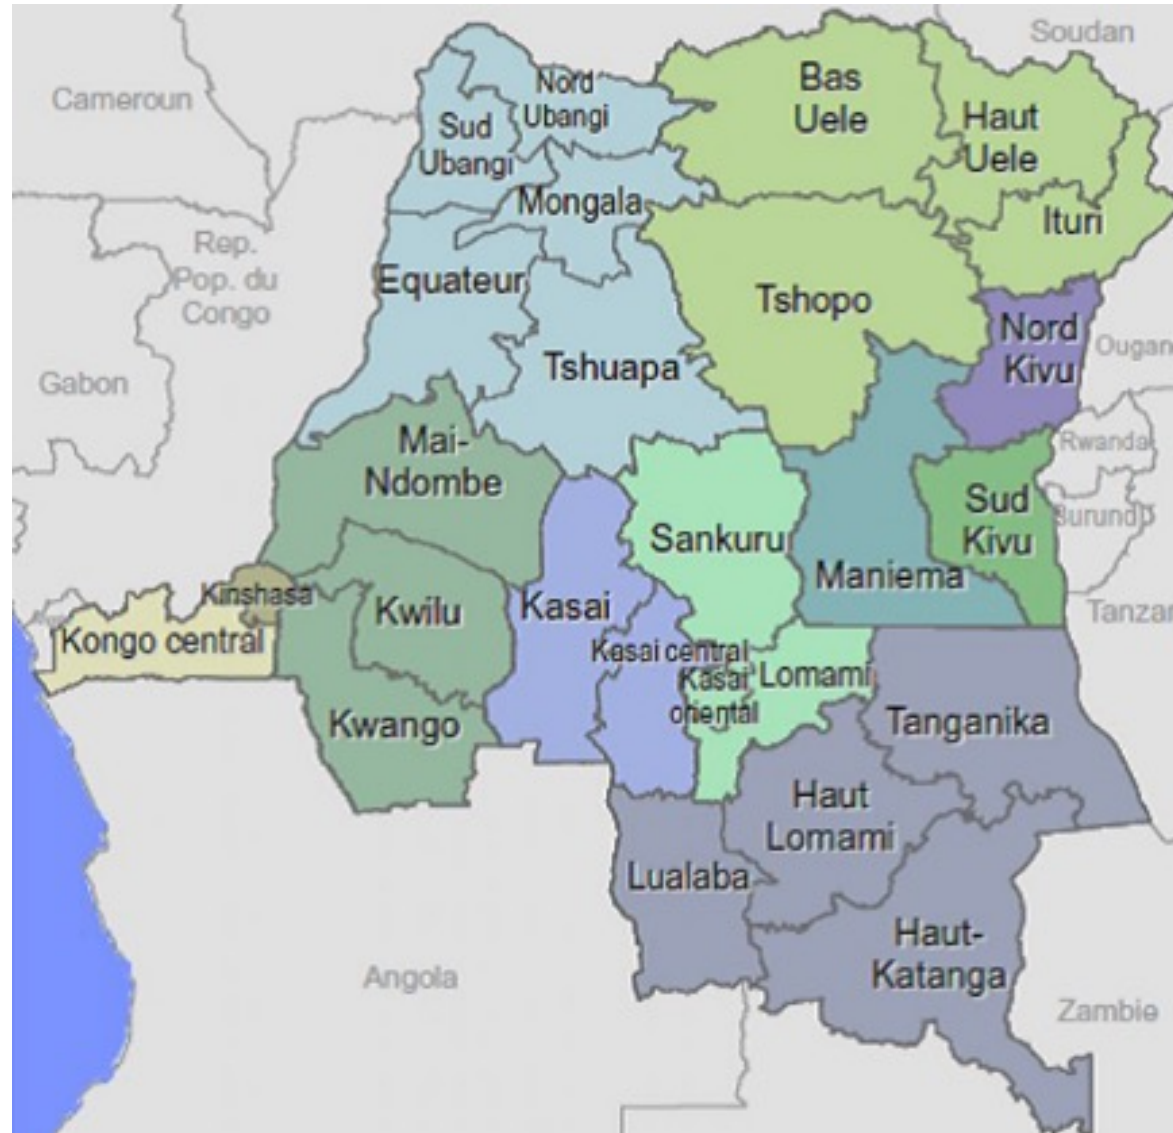 Soudan
Cameroun
Bas
Uele
Nord
Ubangi
Sud
Ubangi
Haut
Uele
Mongala
Ituri
Rep.
Pop. du
Congo
Equateur
Tshopo
Nord
Kivu
Ougan
Gabon
Tshuapa
Mai-
Ndombe
Rwanda
Sud
Kivu
Burundi
Sankuru
Maniema
Kinshasa
Kwilu
Kasai
Tanzan
Kongo central
Kasai central
Kasai
oriental
Lomami
Kwango
Tanganika
Haut
Lomami
Lualaba
Haut-
Katanga
Angola
Zambie